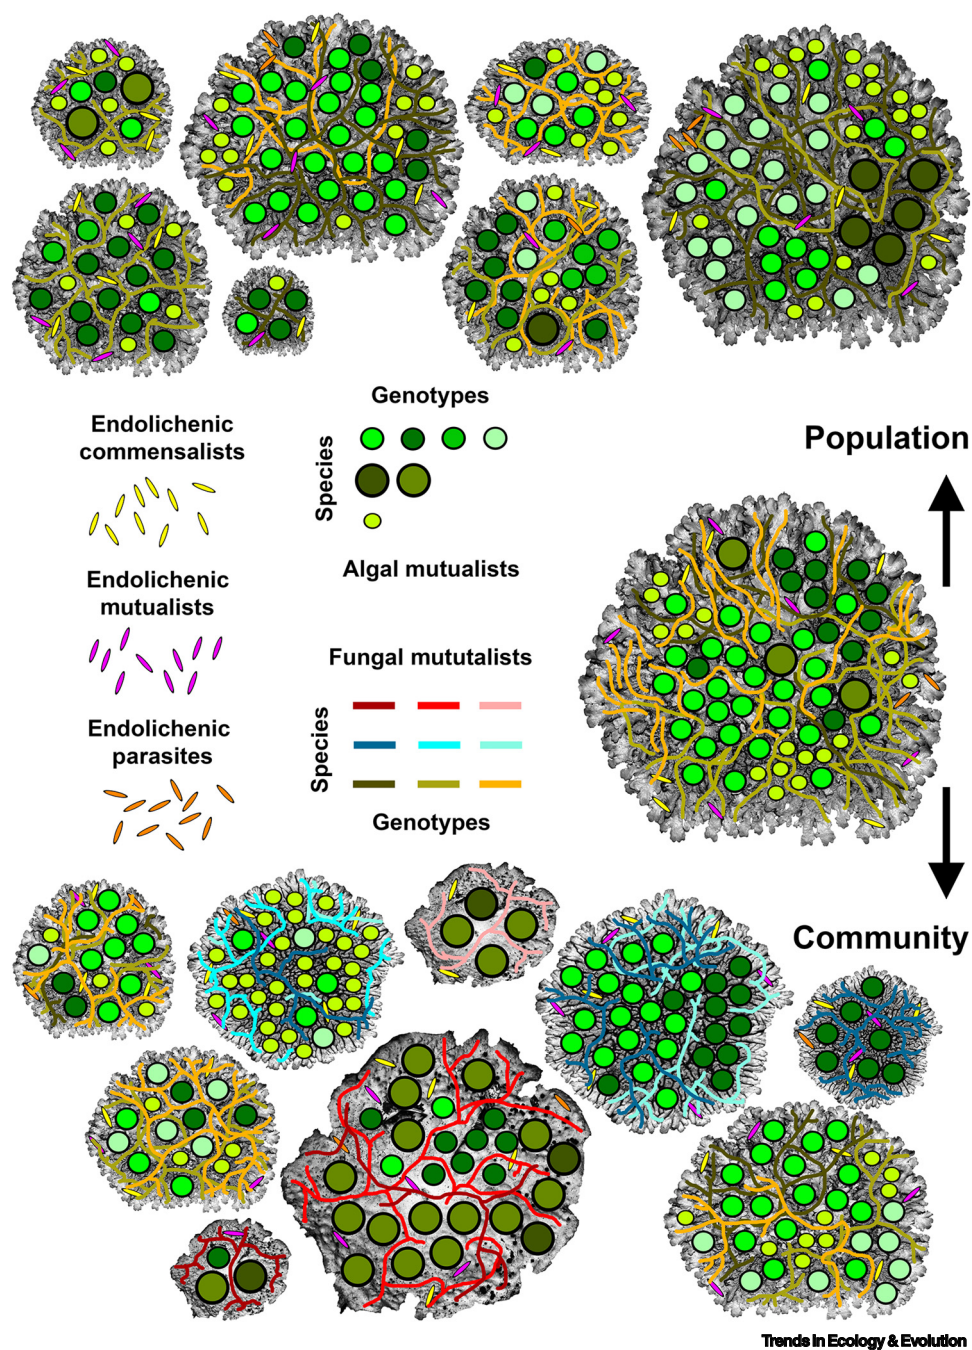 Genotypes
Endolichenic
commensalists
Species
Population
Endolichenic
mutualists
Algal mutualists
Fungal mututalists
Endolichenic
parasites
Species
Genotypes
Community
Trends in Ecology & Evolution